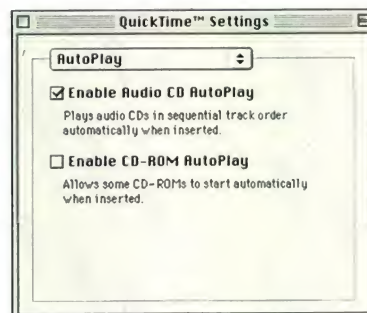 QuickTime™ Settings
AutoPlay
Enable Audio CD AutoPlay
Plays audio CDs in sequential track order
automatically when inserted.
Enable CD-ROM AutoPlay
Allows some CD-ROMs to start automatically
when inserted.